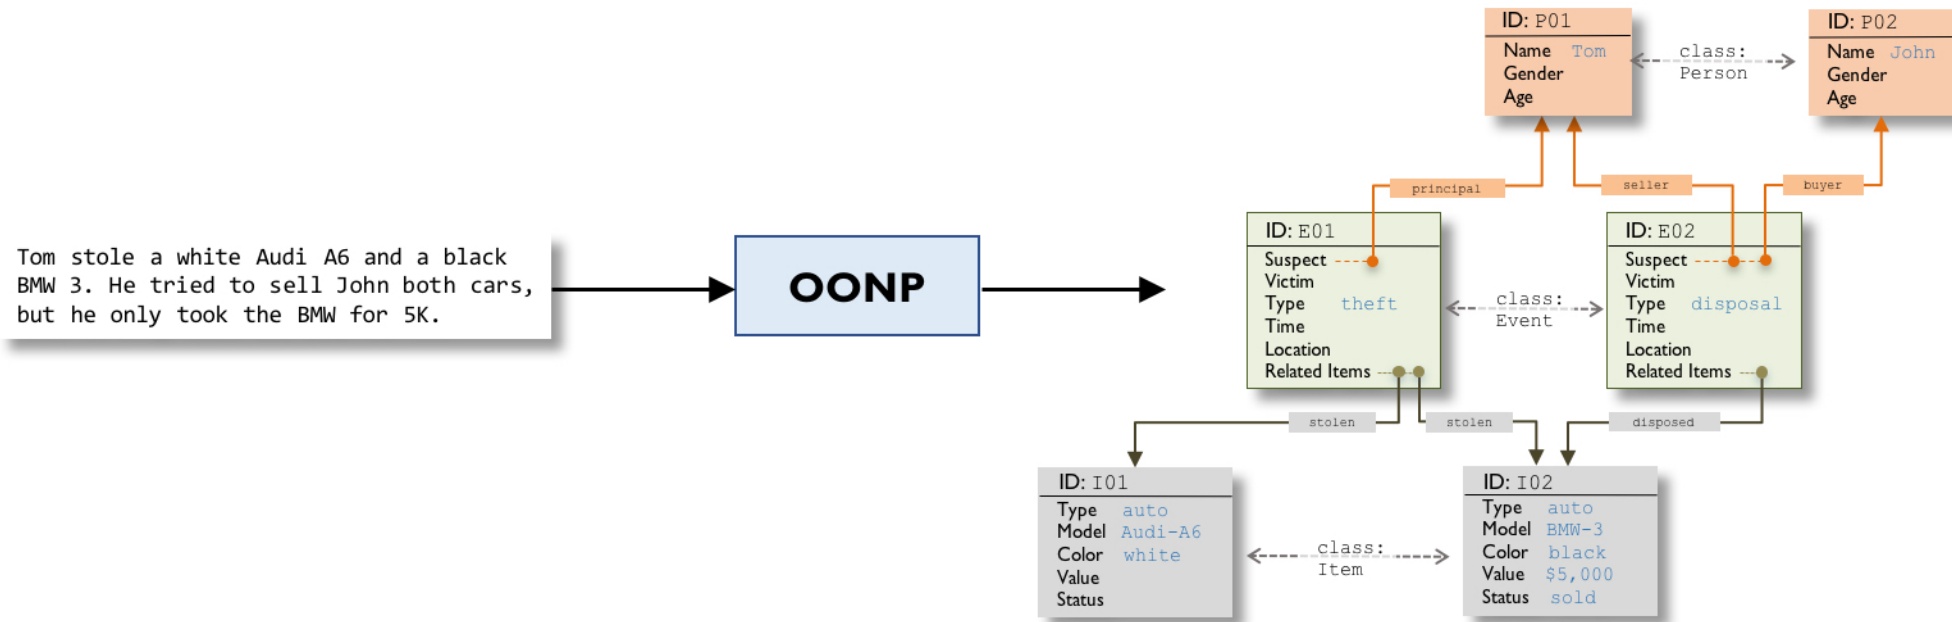 Tom stole a white Audi A6 and a black
BMW 3. He tried to sell John both cars,
but he only took the BMW for 5K.
OONP
ID: P01
Name Tom
Gender
Age
class:
Person
ID: P02
Name John
Gender
Age
principal
seller
buyer
ID: E01
Suspect
Victim
Type theft
Time
Location
Related Items
class:
Event
ID: E02
Suspect
Victim
Type disposal
Time
Location
Related Items
stolen
stolen
disposed
ID: I01
Type auto
Model Audi-A6
Color white
Value
Status
class:
Item
ID: I02
Type auto
Model BMW-3
Color black
Value $5,000
Status sold